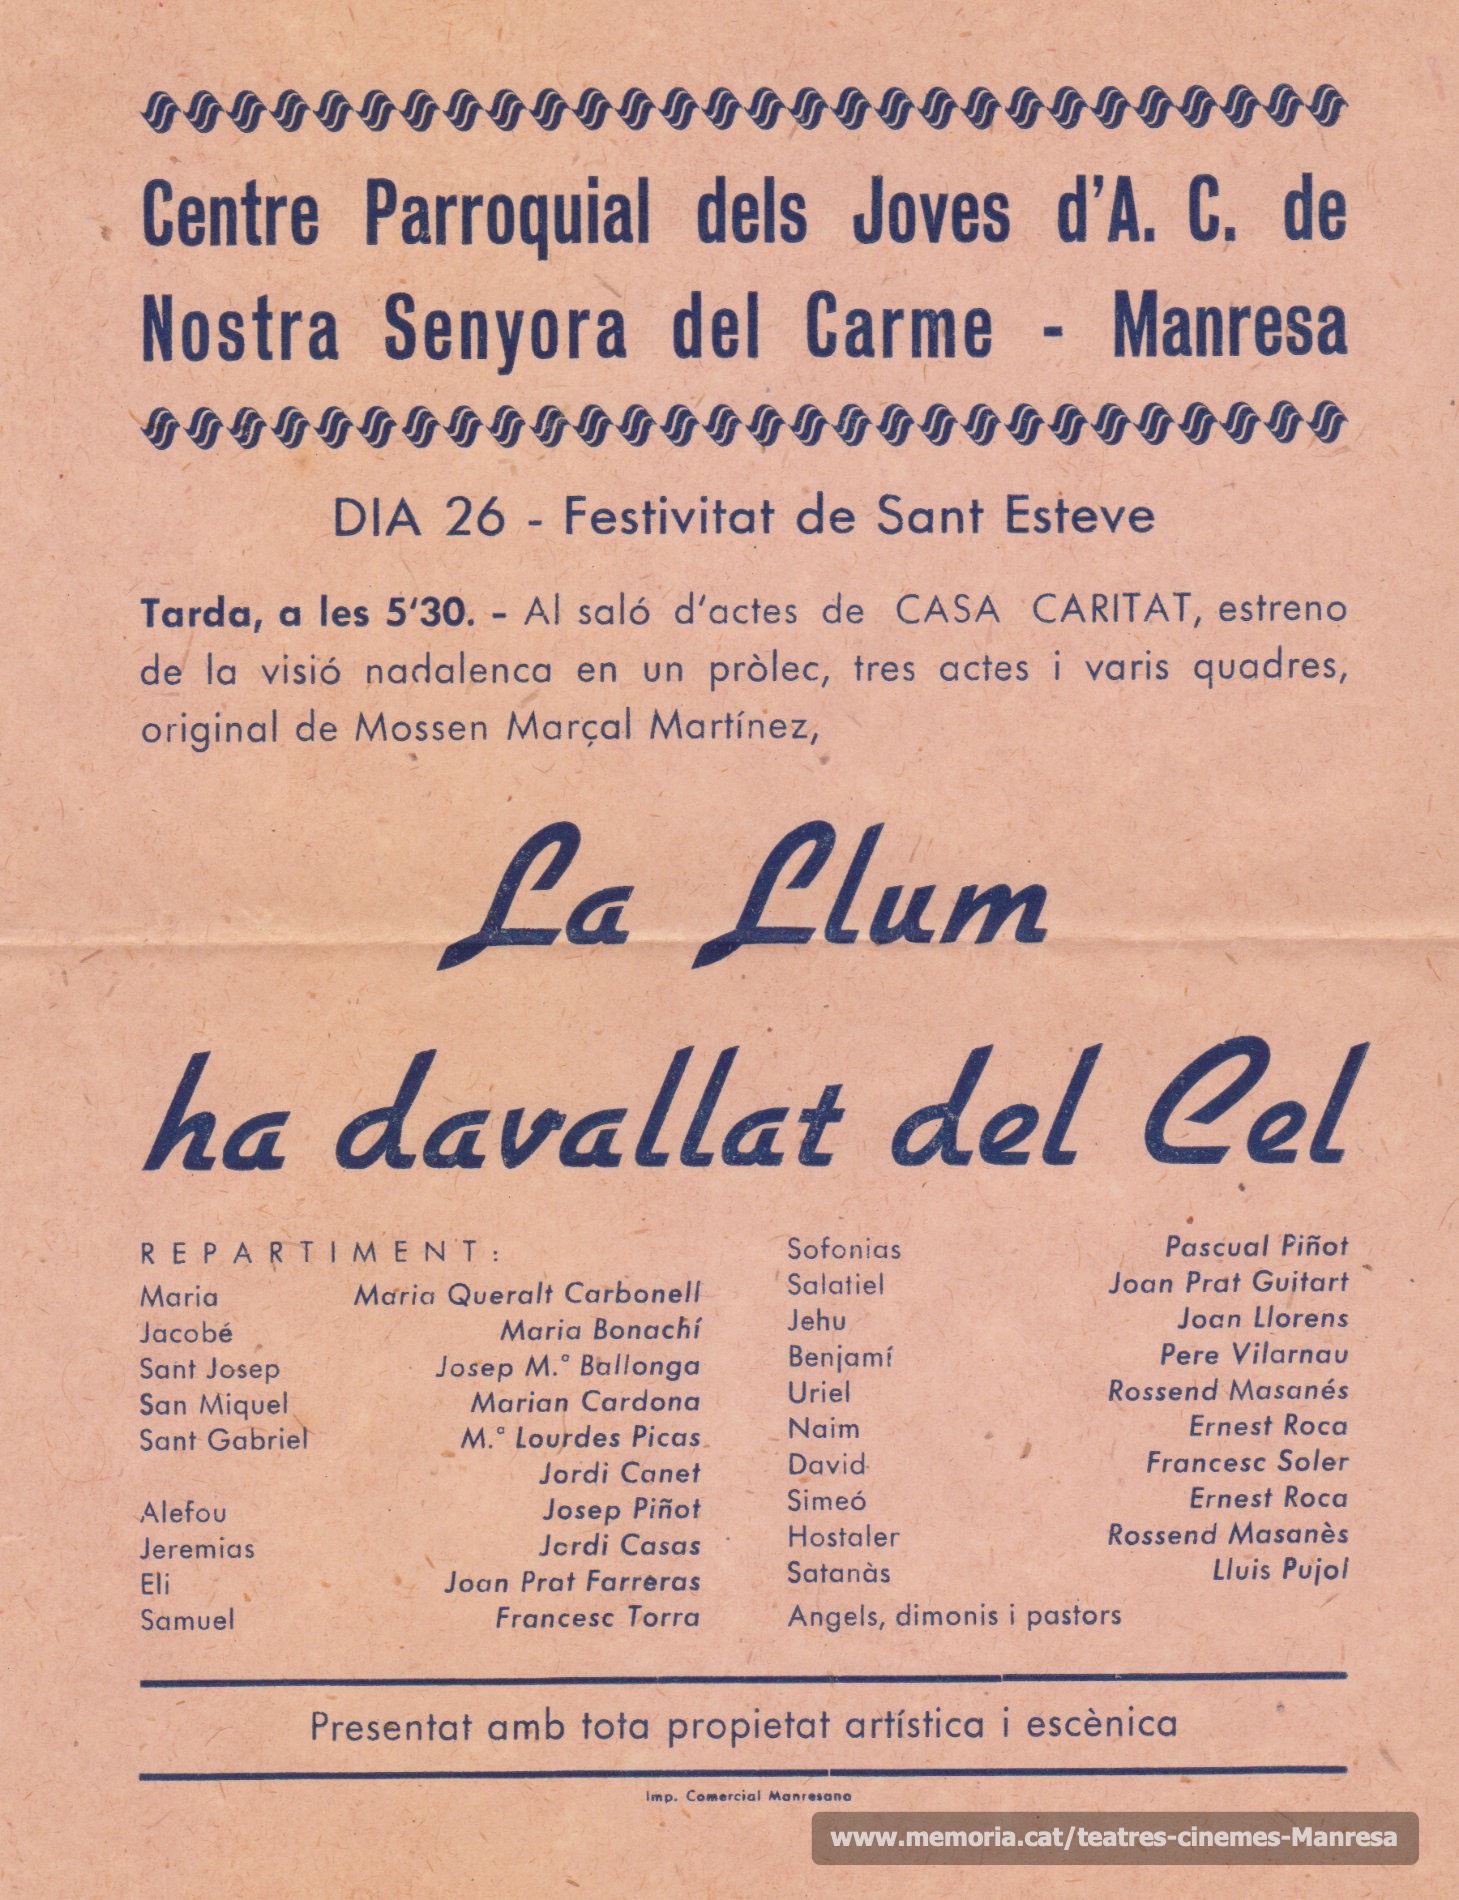 Centre Parroquial dels Joves d'A. C. de
Nostra Senyora del Carme - Manresa
DIA 26 - Festivitat de Sant Esteve
Tarda, a les 5'30. - Al saló d'actes de CASA CARITAT, estreno
de la visió nadalenca en un pròlec, tres actes i varis quadres,
original de Mossen Marçal Martínez,
La Llum
ha davallat del Cel
REPARTIMENT:
Maria Maria Queralt Carbonell
Jacobé Maria Bonachí
Sant Josep Josep M.ª Ballonga
San Miquel Marian Cardona
Sant Gabriel M.ª Lourdes Picas
Jordi Canet
Alefou Josep Piñot
Jeremias Jordi Casas
Eli Joan Prat Farreras
Samuel Francesc Torra
Sofonias Pascual Piñot
Salatiel Joan Prat Guitart
Jehu Joan Llorens
Benjamí Pere Vilarnau
Uriel Rossend Masanés
Naim Ernest Roca
David Francesc Soler
Simeó Ernest Roca
Hostaler Rossend Masanès
Satanàs Lluis Pujol
Angels, dimonis i pastors
Presentat amb tota propietat artística i escènica
Imp. Comercial Manresana
www.memoria.cat/teatres-cinemes-Manresa